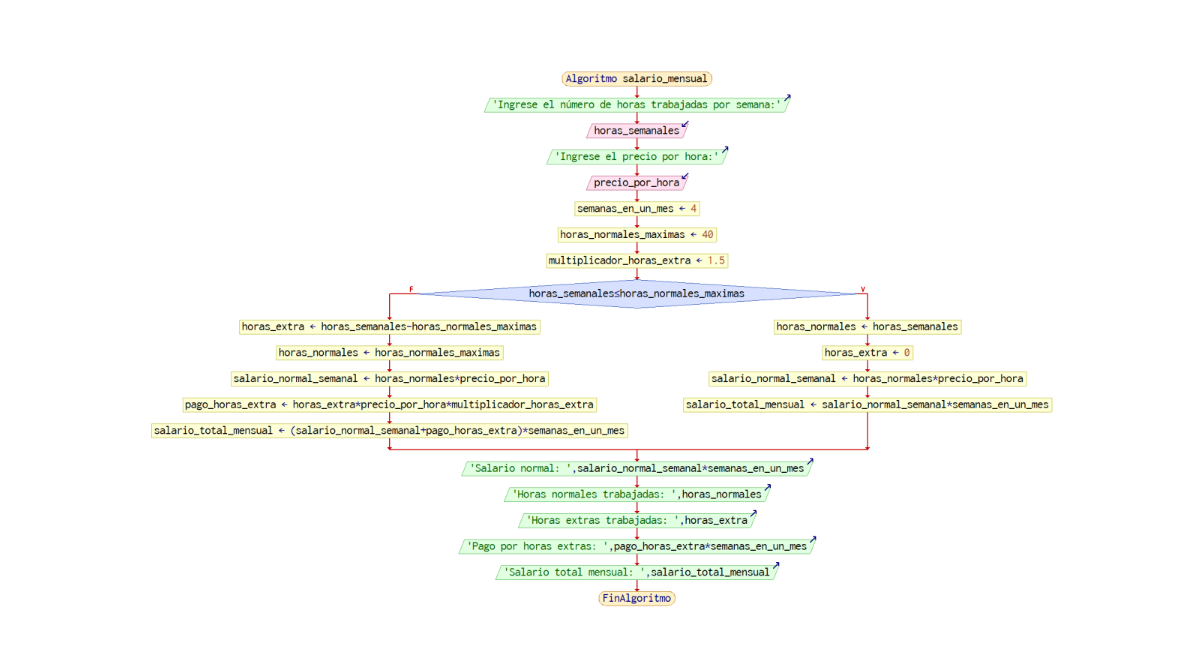 Algoritmo salario_mensual
'Ingrese el número de horas trabajadas por semana:'
horas_semanales
'Ingrese el precio por hora:'
precio_por_hora
semanas_en_un_mes ← 4
horas_normales_maximas ← 40
multiplicador_horas_extra ← 1.5
horas_semanales≤horas_normales_maximas
F
V
horas_extra ← horas_semanales-horas_normales_maximas
horas_normales ← horas_normales_maximas
salario_normal_semanal ← horas_normales*precio_por_hora
pago_horas_extra ← horas_extra*precio_por_hora*multiplicador_horas_extra
salario_total_mensual ← (salario_normal_semanal+pago_horas_extra)*semanas_en_un_mes
horas_normales ← horas_semanales
horas_extra ← 0
salario_normal_semanal ← horas_normales*precio_por_hora
salario_total_mensual ← salario_normal_semanal*semanas_en_un_mes
'Salario normal: ',salario_normal_semanal*semanas_en_un_mes
'Horas normales trabajadas: ',horas_normales
'Horas extras trabajadas: ',horas_extra
'Pago por horas extras: ',pago_horas_extra*semanas_en_un_mes
'Salario total mensual: ',salario_total_mensual
FinAlgoritmo